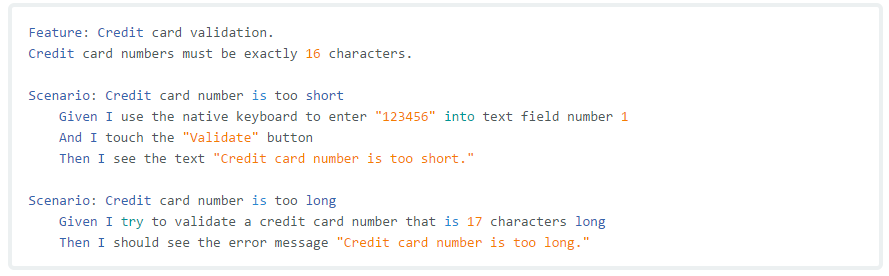 Feature: Credit card validation.
Credit card numbers must be exactly 16 characters.
Scenario: Credit card number is too short
Given I use the native keyboard to enter "123456" into text field number 1
And I touch the "Validate" button
Then I see the text "Credit card number is too short."
Scenario: Credit card number is too long
Given I try to validate a credit card number that is 17 characters long
Then I should see the error message "Credit card number is too long."